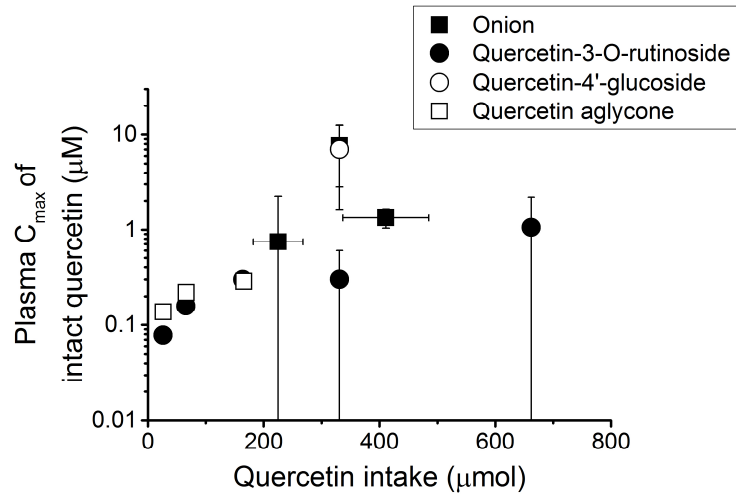 Onion
Quercetin-3-O-rutinoside
Quercetin-4'-glucoside
Quercetin aglycone
Plasma Cmax of
intact quercetin (μM)
10
1
0.1
0.01
0 200 400 600 800
Quercetin intake (μmol)